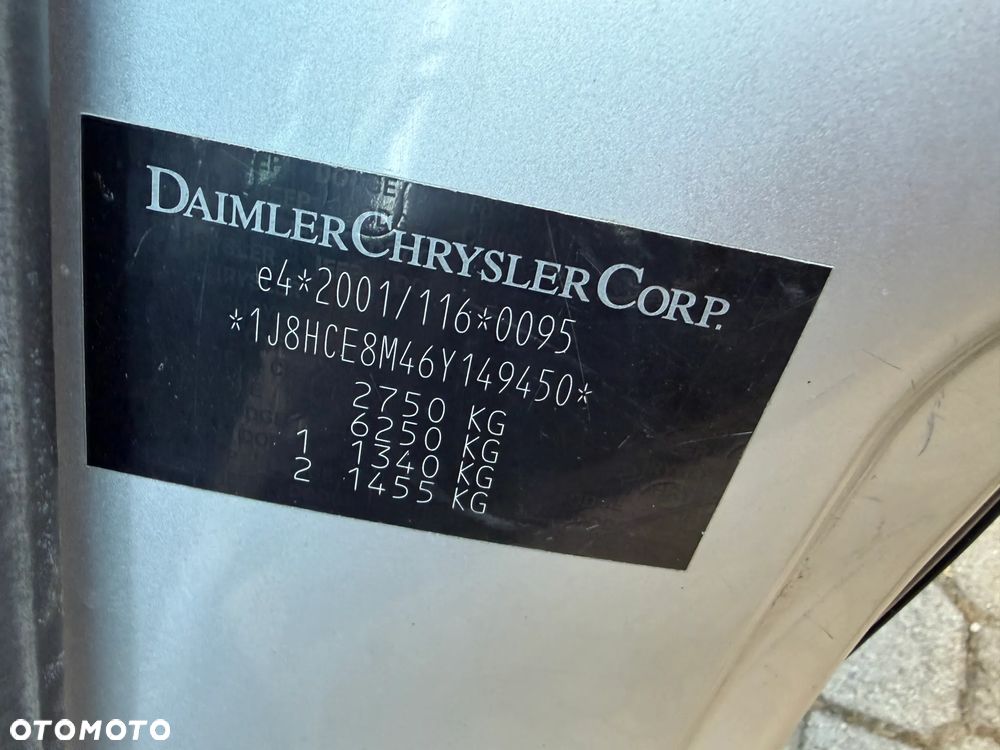 DAIMLERCHRYSLER CORP.
e4*2001/116*0095
*1J8HCE8M46Y149450*
2750 KG
6250 KG
1 1340 KG
2 1455 KG
OTOMOTO